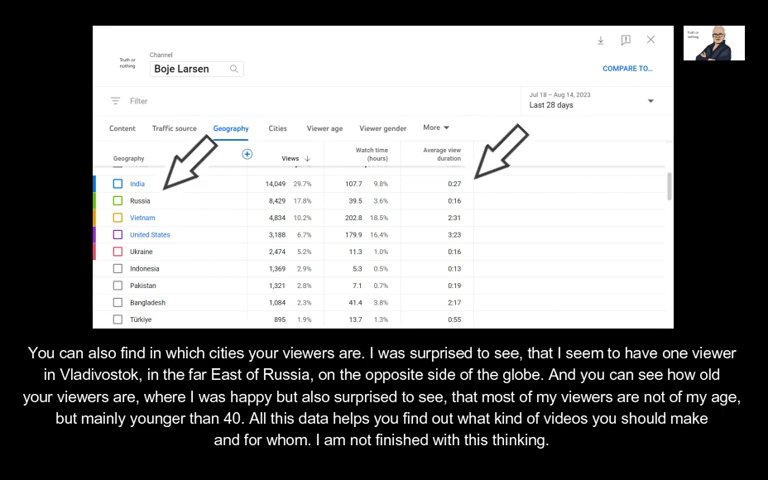 Truth or
nothing
Channel
Boje Larsen
Truth or
nothing
COMPARE TO...
Filter
Jul 18 – Aug 14, 2023
Last 28 days
Content Traffic source Geography Cities Viewer age Viewer gender More
Geography Views Watch time (hours) Average view duration
India 14,049 29.7% 107.7 9.8% 0:27
Russia 8,429 17.8% 39.5 3.6% 0:16
Vietnam 4,834 10.2% 202.8 18.5% 2:31
United States 3,188 6.7% 179.9 16.4% 3:23
Ukraine 2,474 5.2% 11.3 1.0% 0:16
Indonesia 1,369 2.9% 5.3 0.5% 0:13
Pakistan 1,321 2.8% 7.1 0.7% 0:19
Bangladesh 1,084 2.3% 41.4 3.8% 2:17
Türkiye 895 1.9% 13.7 1.3% 0:55
You can also find in which cities your viewers are. I was surprised to see, that I seem to have one viewer
in Vladivostok, in the far East of Russia, on the opposite side of the globe. And you can see how old
your viewers are, where I was happy but also surprised to see, that most of my viewers are not of my age,
but mainly younger than 40. All this data helps you find out what kind of videos you should make
and for whom. I am not finished with this thinking.